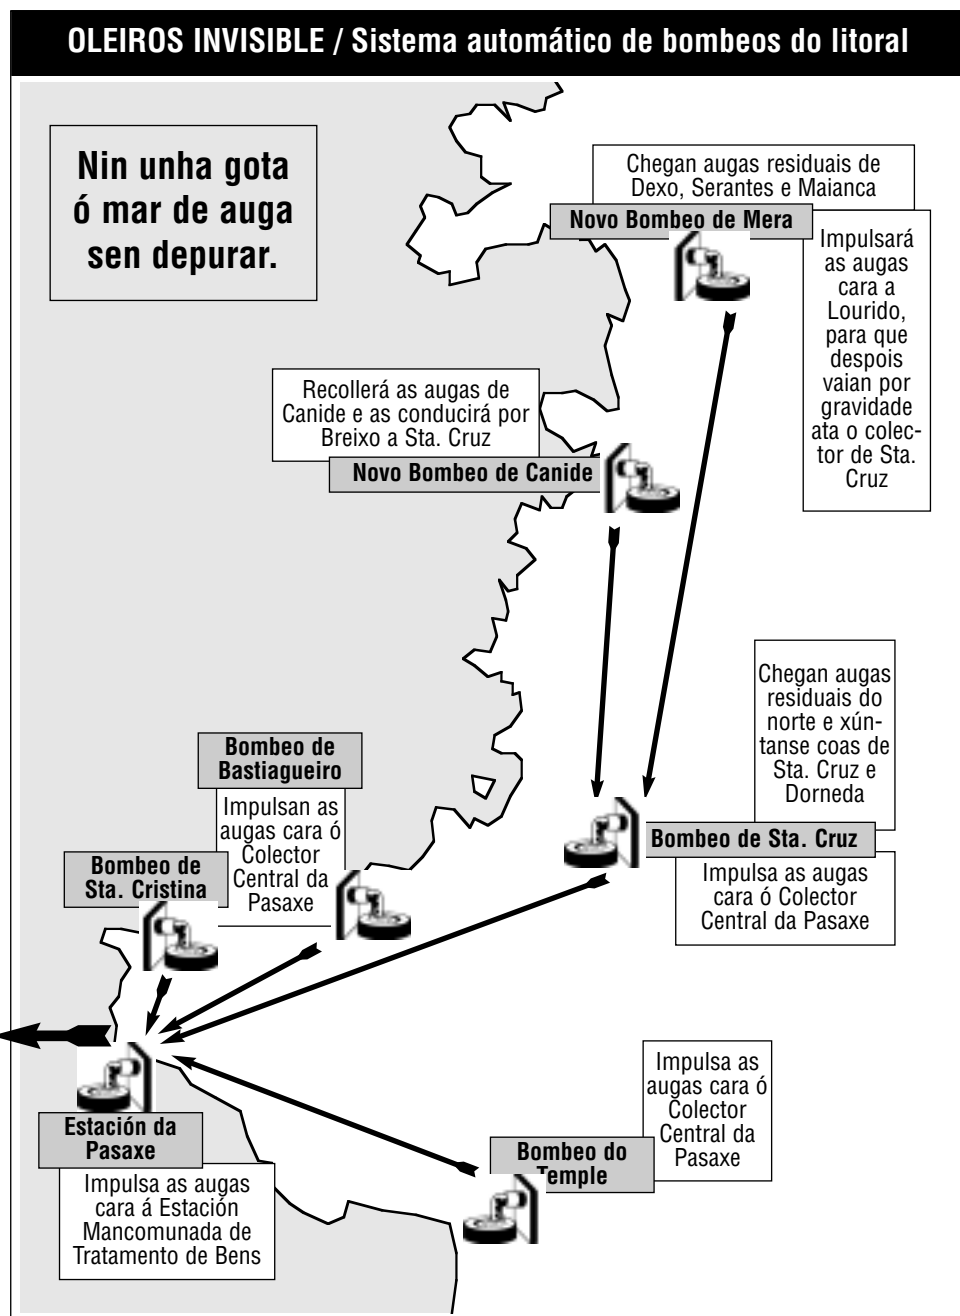 OLEIROS INVISIBLE / Sistema automático de bombeos do litoral
Nin unha gota
ó mar de auga
sen depurar.
Chegan augas residuais de
Dexo, Serantes e Maianca
Novo Bombeo de Mera
Impulsará
as augas
cara a
Lourido,
para que
despois
vaian por
gravidade
ata o colec-
tor de Sta.
Cruz
Recollerá as augas de
Canide e as conducirá por
Breixo a Sta. Cruz
Novo Bombeo de Canide
Chegan augas
residuais do
norte e xún-
tanse coas de
Sta. Cruz e
Dorneda
Bombeo de Sta. Cruz
Impulsa as augas
cara ó Colector
Central da Pasaxe
Bombeo de
Bastiagueiro
Impulsan as
augas cara ó
Colector
Central da
Pasaxe
Bombeo de
Sta. Cristina
Estación da
Pasaxe
Impulsa as augas
cara á Estación
Mancomunada de
Tratamento de Bens
Impulsa as
augas cara ó
Colector
Central da
Pasaxe
Bombeo do
Temple